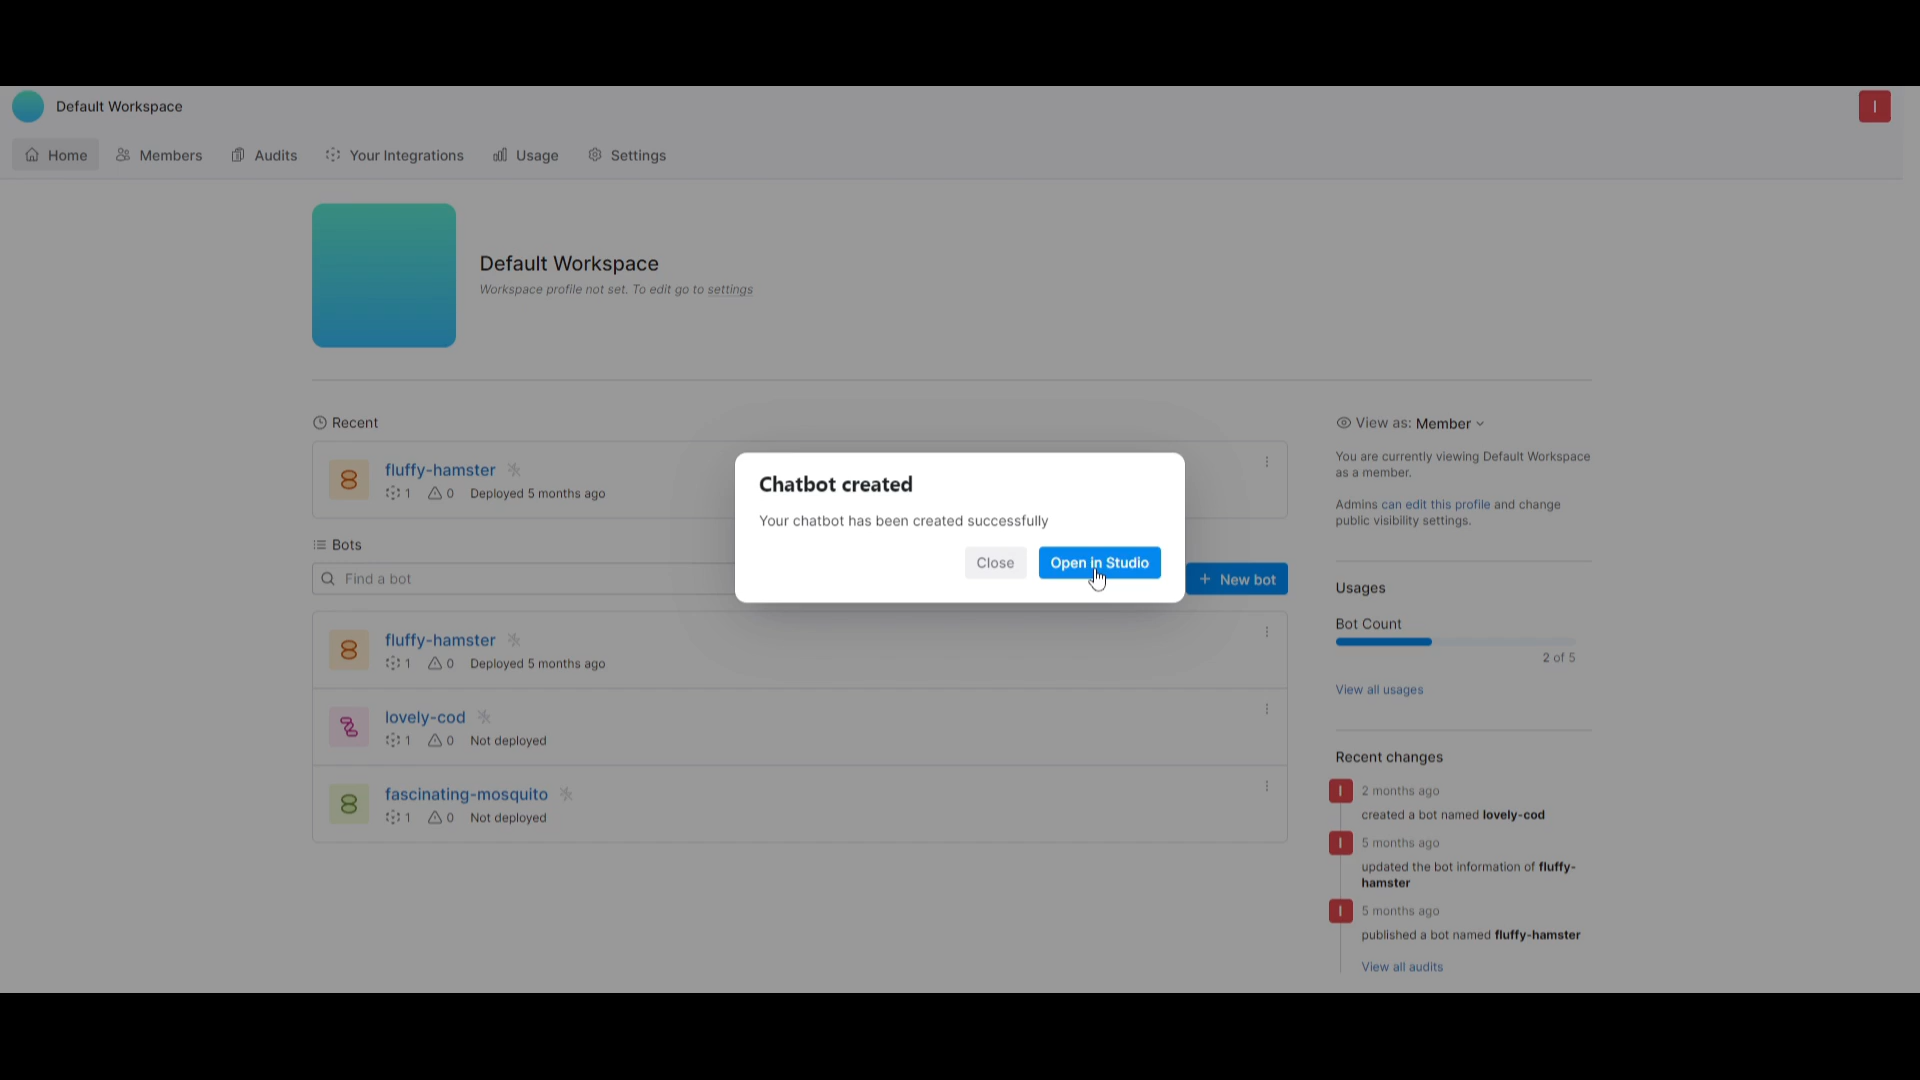 Default Workspace
I
Home
Members
Audits
Your Integrations
Usage
Settings
Default Workspace
Workspace profile not set. To edit go to settings
Recent
fluffy-hamster
1 0 Deployed 5 months ago
Bots
Find a bot
New bot
fluffy-hamster
1 0 Deployed 5 months ago
lovely-cod
1 0 Not deployed
fascinating-mosquito
1 0 Not deployed
Chatbot created
Your chatbot has been created successfully
Close
Open in Studio
View as: Member
You are currently viewing Default Workspace
as a member.
Admins can edit this profile and change
public visibility settings.
Usages
Bot Count
2 of 5
View all usages
Recent changes
I 2 months ago
created a bot named lovely-cod
I 5 months ago
updated the bot information of fluffy-
hamster
I 5 months ago
published a bot named fluffy-hamster
View all audits